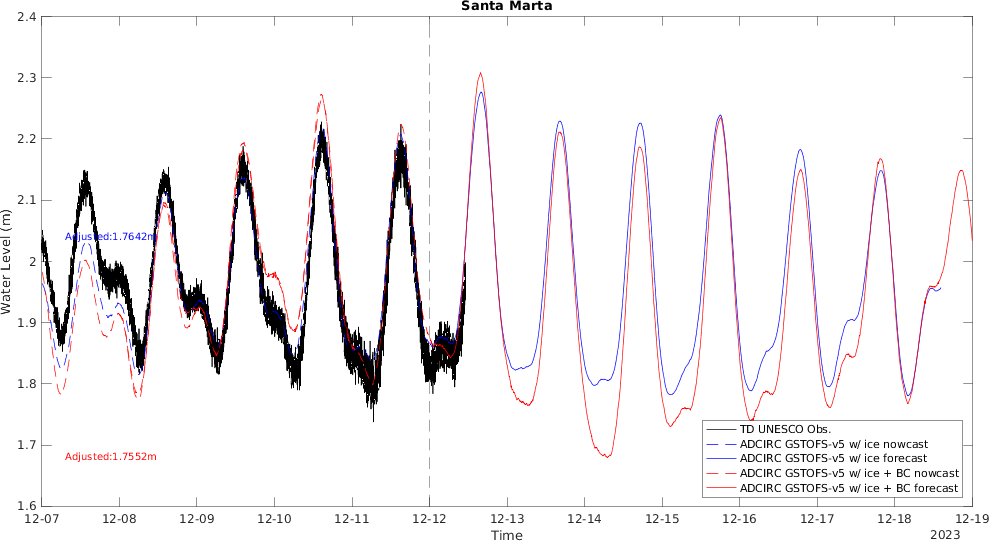 Santa Marta
2.4
2.3
2.2
2.1
2
1.9
1.8
1.7
1.6
Water Level (m)
Adjusted:1.7642m
Adjusted:1.7552m
TD UNESCO Obs.
ADCIRC GSTOFS-v5 w/ ice nowcast
ADCIRC GSTOFS-v5 w/ ice forecast
ADCIRC GSTOFS-v5 w/ ice + BC nowcast
ADCIRC GSTOFS-v5 w/ ice + BC forecast
12-07 12-08 12-09 12-10 12-11 12-12 12-13 12-14 12-15 12-16 12-17 12-18 12-19
Time
2023